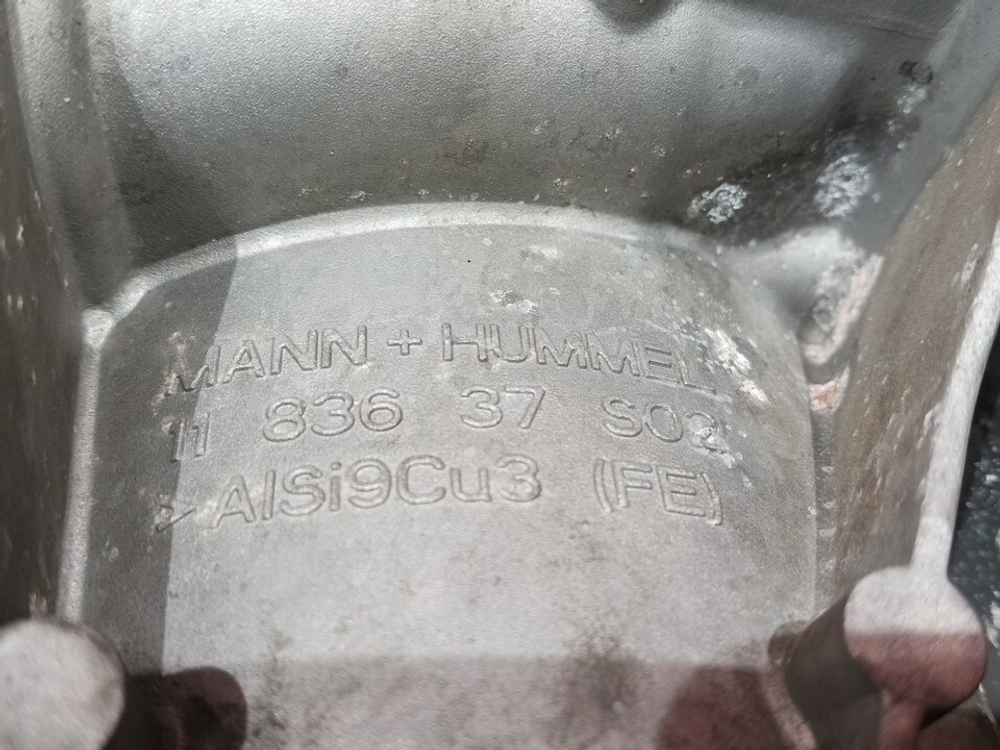 MANN + HUMMEL
11 836 37 S02
>AlSi9Cu3 (FE)